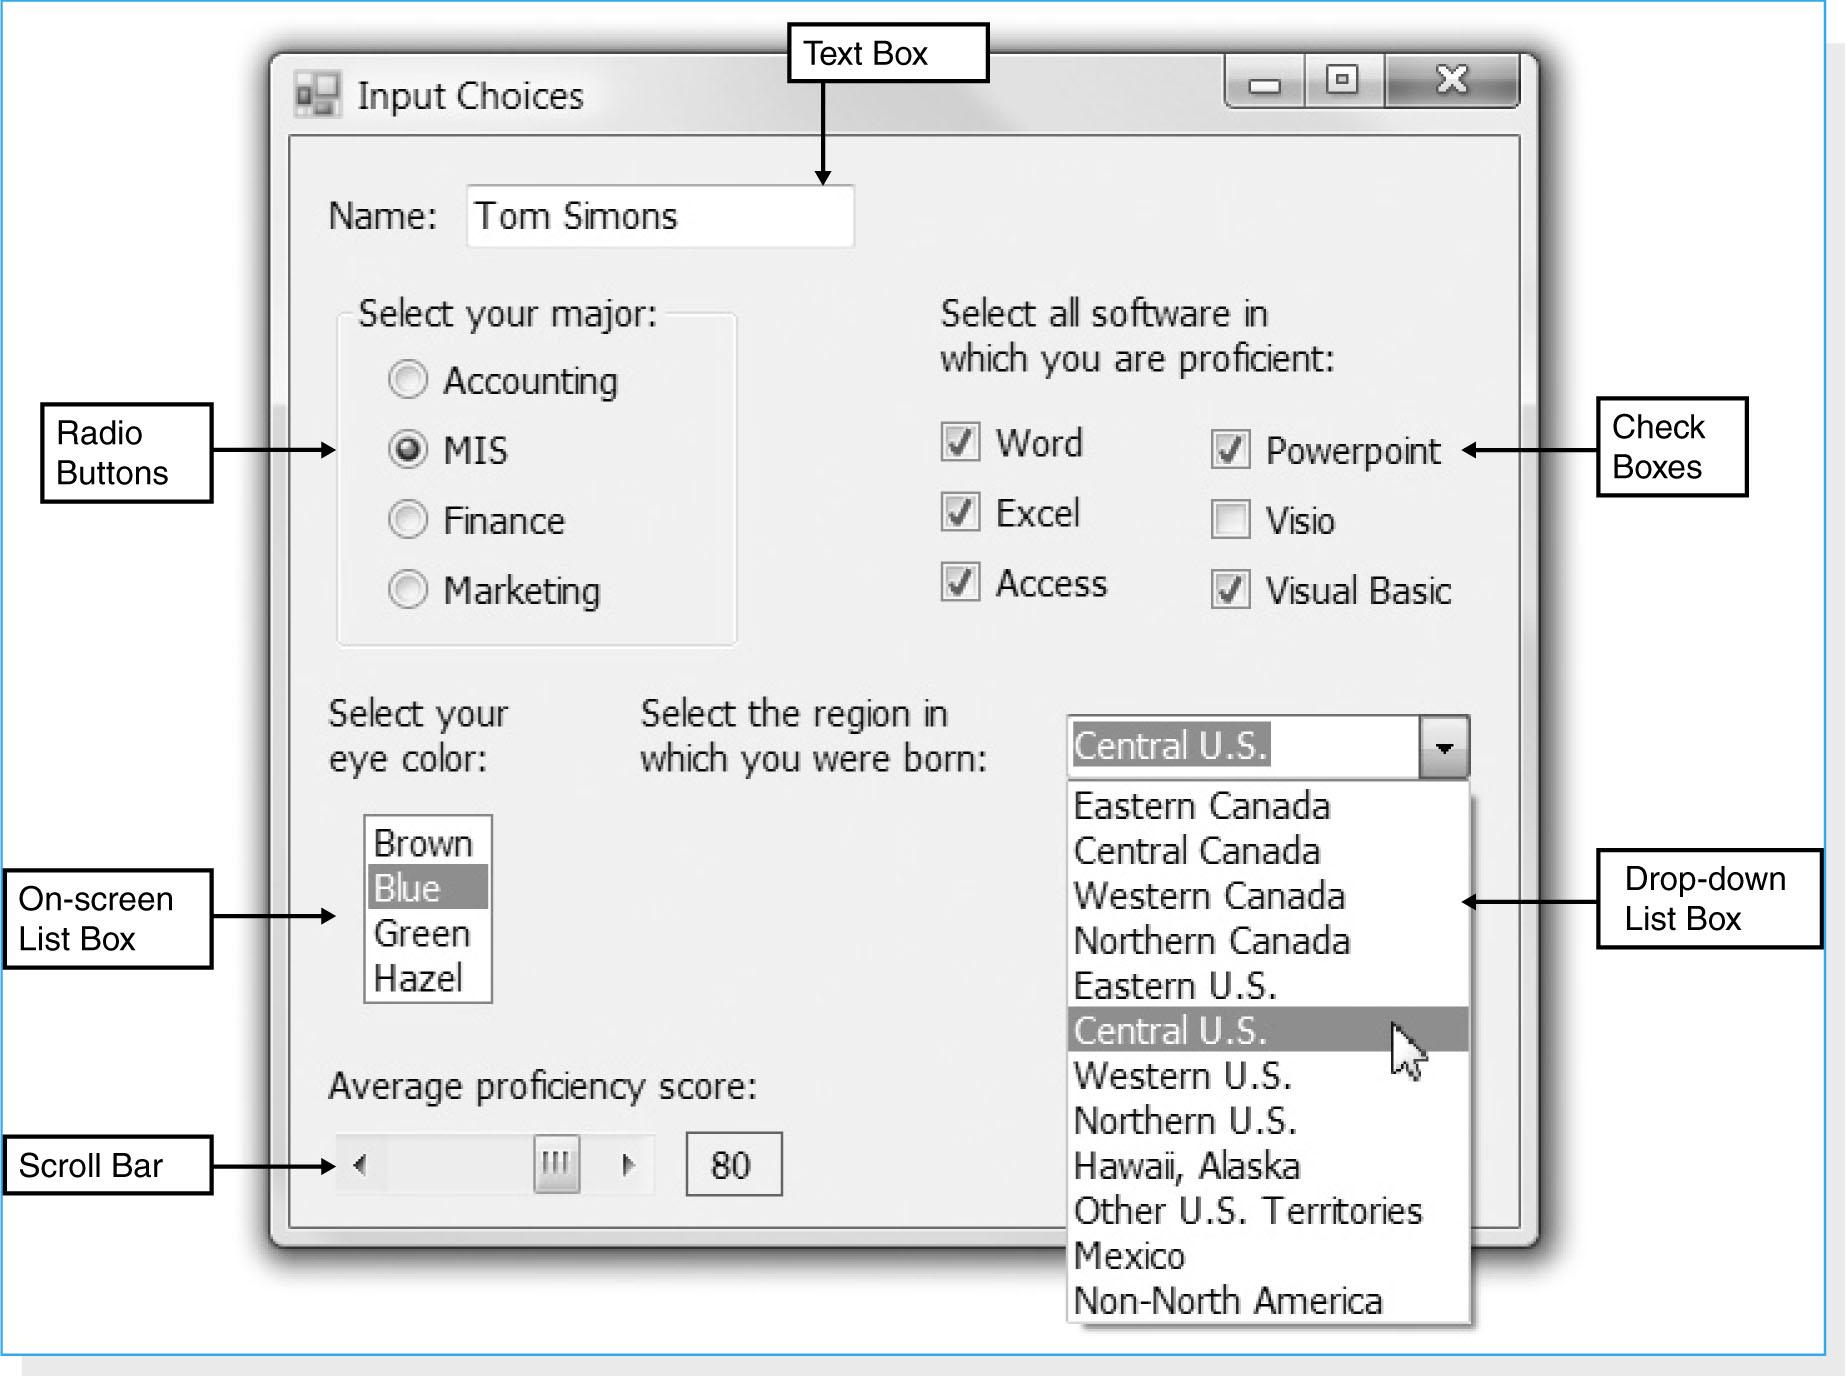 Text Box
Input Choices
Name: Tom Simons
Select your major:
Accounting
MIS
Finance
Marketing
Radio
Buttons
Select all software in
which you are proficient:
Word
Excel
Access
Powerpoint
Visio
Visual Basic
Check
Boxes
Select your
eye color:
Brown
Blue
Green
Hazel
On-screen
List Box
Select the region in
which you were born:
Central U.S.
Eastern Canada
Central Canada
Western Canada
Northern Canada
Eastern U.S.
Central U.S.
Western U.S.
Northern U.S.
Hawaii, Alaska
Other U.S. Territories
Mexico
Non-North America
Drop-down
List Box
Average proficiency score:
80
Scroll Bar